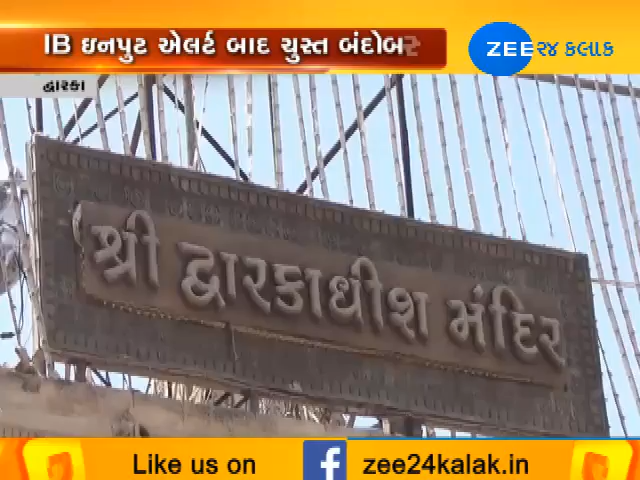 IB ઇનપુટ એલર્ટ બાદ ચુસ્ત બંદોબ
ZEE ૨૪ કલાક
દ્વારકા
શ્રી દ્વારકાધીશ મંદિર
Like us on f zee24kalak.in